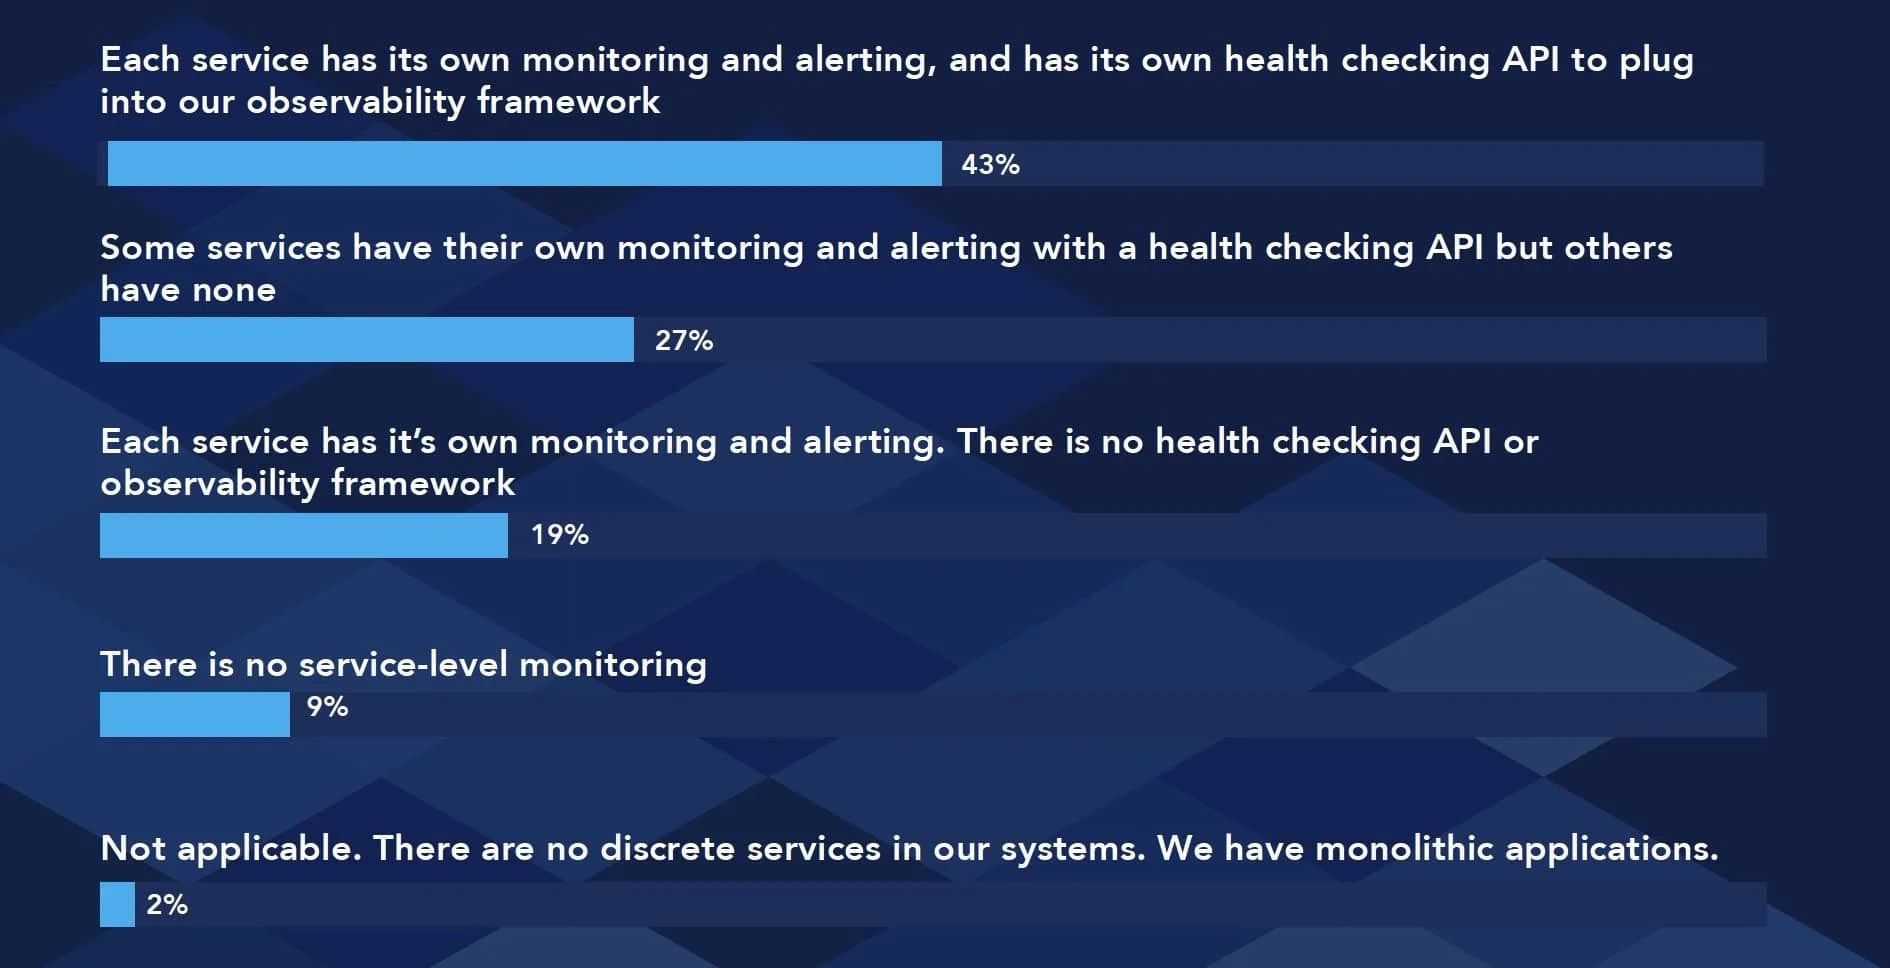 Each service has its own monitoring and alerting, and has its own health checking API to plug
into our observability framework
43%
Some services have their own monitoring and alerting with a health checking API but others
have none
27%
Each service has it’s own monitoring and alerting. There is no health checking API or
observability framework
19%
There is no service-level monitoring
9%
Not applicable. There are no discrete services in our systems. We have monolithic applications.
2%